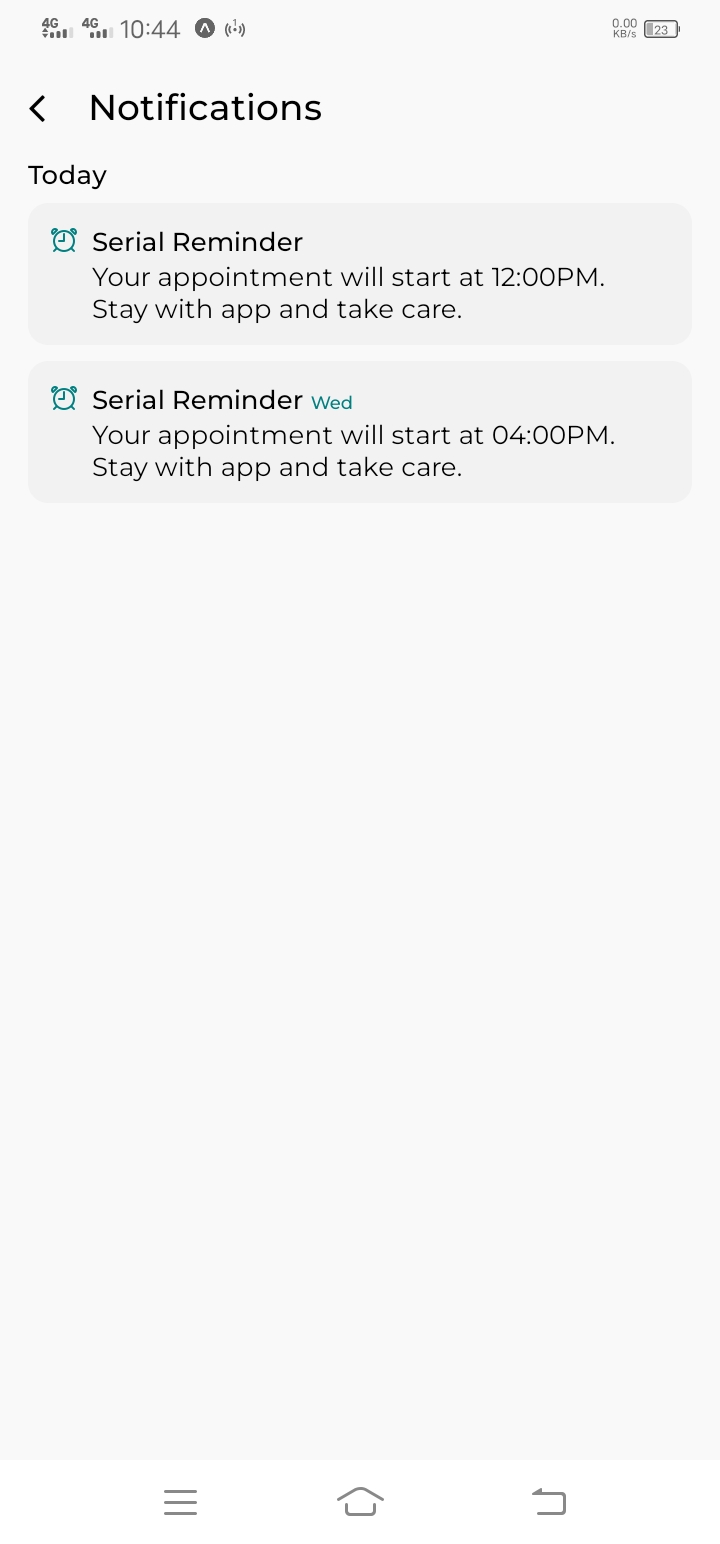 4G 4G 10:44 0.00 KB/s 23
Notifications
Today
Serial Reminder
Your appointment will start at 12:00PM.
Stay with app and take care.
Serial Reminder Wed
Your appointment will start at 04:00PM.
Stay with app and take care.